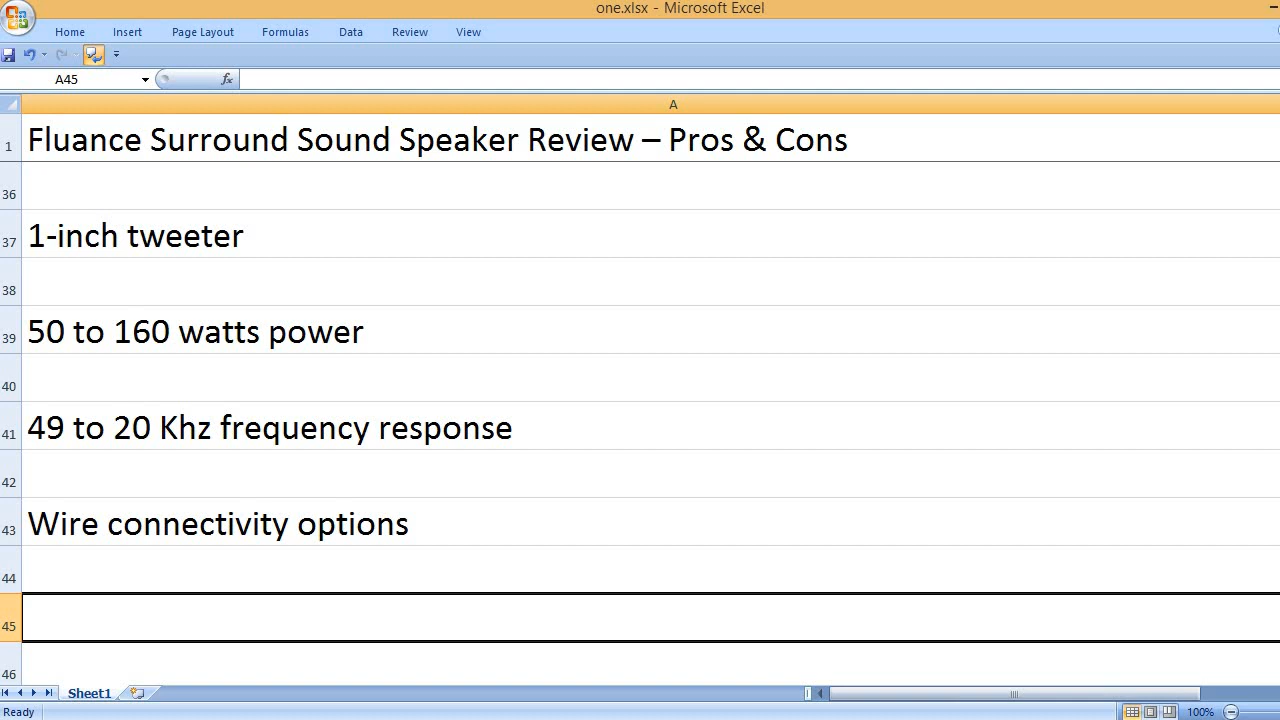 one.xlsx - Microsoft Excel
Home Insert Page Layout Formulas Data Review View
A45 fx
A
1 Fluance Surround Sound Speaker Review – Pros & Cons
36
37 1-inch tweeter
38
39 50 to 160 watts power
40
41 49 to 20 Khz frequency response
42
43 Wire connectivity options
44
45
46
Sheet1
Ready 100%